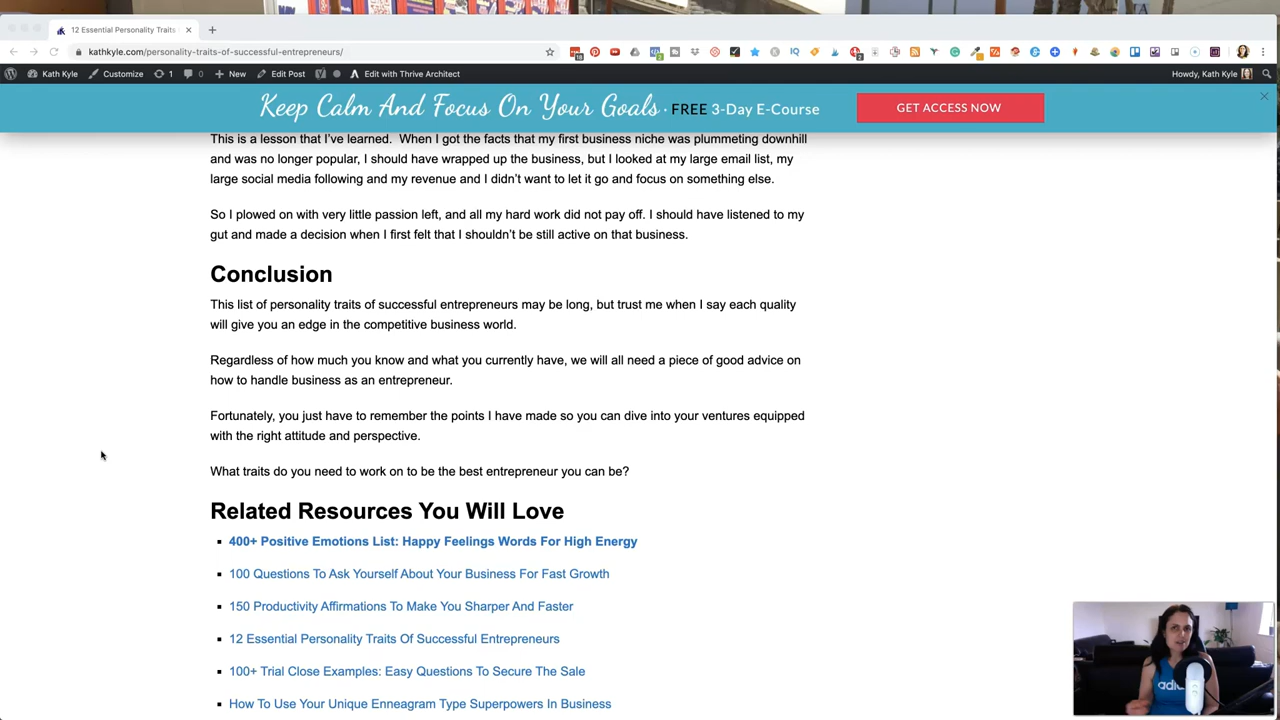 12 Essential Personality Traits
kathkyle.com/personality-traits-of-successful-entrepreneurs/
Kath Kyle Customize 1 0 New Edit Post Edit with Thrive Architect Howdy, Kath Kyle
Keep Calm And Focus On Your Goals · FREE 3-Day E-Course GET ACCESS NOW
This is a lesson that I've learned. When I got the facts that my first business niche was plummeting downhill
and was no longer popular, I should have wrapped up the business, but I looked at my large email list, my
large social media following and my revenue and I didn't want to let it go and focus on something else.
So I plowed on with very little passion left, and all my hard work did not pay off. I should have listened to my
gut and made a decision when I first felt that I shouldn't be still active on that business.
Conclusion
This list of personality traits of successful entrepreneurs may be long, but trust me when I say each quality
will give you an edge in the competitive business world.
Regardless of how much you know and what you currently have, we will all need a piece of good advice on
how to handle business as an entrepreneur.
Fortunately, you just have to remember the points I have made so you can dive into your ventures equipped
with the right attitude and perspective.
What traits do you need to work on to be the best entrepreneur you can be?
Related Resources You Will Love
400+ Positive Emotions List: Happy Feelings Words For High Energy
100 Questions To Ask Yourself About Your Business For Fast Growth
150 Productivity Affirmations To Make You Sharper And Faster
12 Essential Personality Traits Of Successful Entrepreneurs
100+ Trial Close Examples: Easy Questions To Secure The Sale
How To Use Your Unique Enneagram Type Superpowers In Business